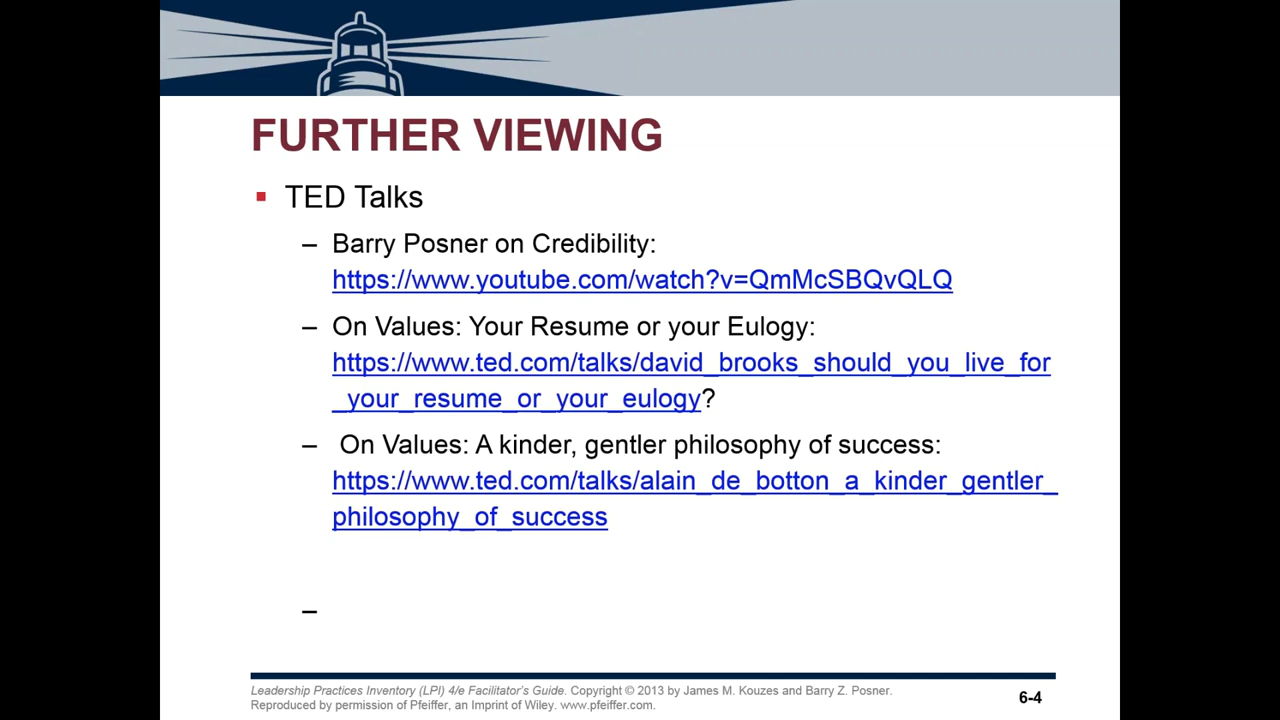 FURTHER VIEWING
▪ TED Talks
– Barry Posner on Credibility:
https://www.youtube.com/watch?v=QmMcSBQvQLQ
– On Values: Your Resume or your Eulogy:
https://www.ted.com/talks/david_brooks_should_you_live_for
_your_resume_or_your_eulogy?
– On Values: A kinder, gentler philosophy of success:
https://www.ted.com/talks/alain_de_botton_a_kinder_gentler_
philosophy_of_success
–
Leadership Practices Inventory (LPI) 4/e Facilitator's Guide. Copyright © 2013 by James M. Kouzes and Barry Z. Posner.
Reproduced by permission of Pfeiffer, an Imprint of Wiley. www.pfeiffer.com.
6-4